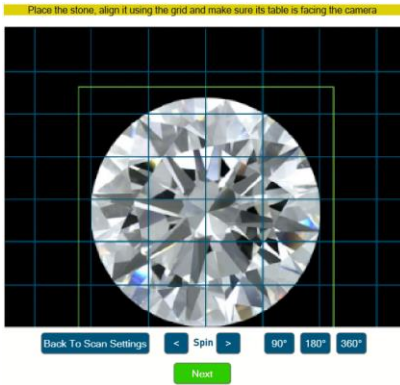 Place the stone, align it using the grid and make sure its table is facing the camera
Back To Scan Settings < Spin > 90° 180° 360°
Next